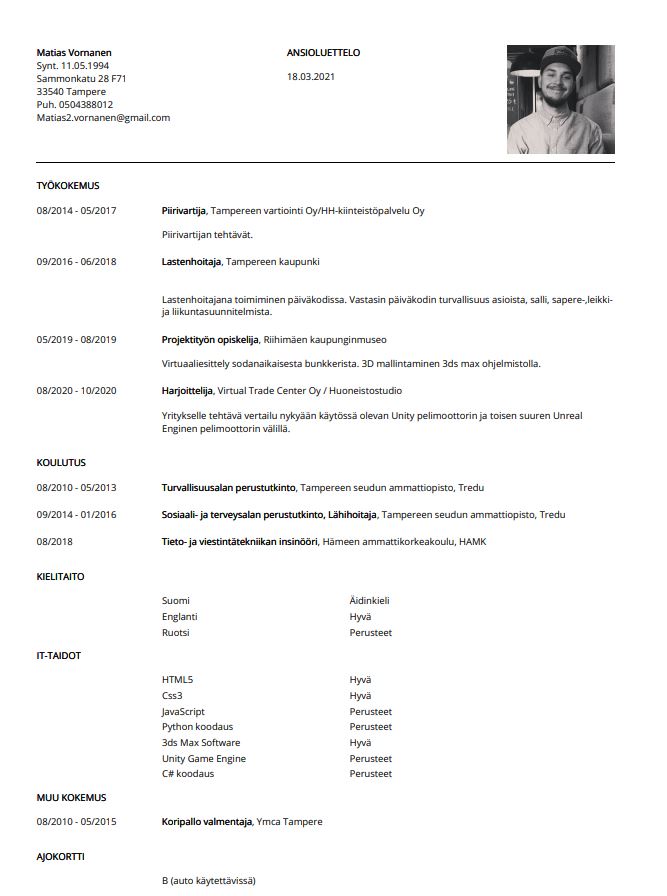 Matias Vornanen
ANSIOLUETTELO
Synt. 11.05.1994
18.03.2021
Sammonkatu 28 F71
33540 Tampere
Puh. 0504388012
Matias2.vornanen@gmail.com
TYÖKOKEMUS
08/2014 - 05/2017 Piirivartija, Tampereen vartiointi Oy/HH-kiinteistöpalvelu Oy
Piirivartijan tehtävät.
09/2016 - 06/2018 Lastenhoitaja, Tampereen kaupunki
Lastenhoitajana toimiminen päiväkodissa. Vastasin päiväkodin turvallisuus asioista, salli, sapere-,leikki-
ja liikuntasuunnitelmista.
05/2019 - 08/2019 Projektityön opiskelija, Riihimäen kaupunginmuseo
Virtuaaliesittely sodanaikaisesta bunkkerista. 3D mallintaminen 3ds max ohjelmistolla.
08/2020 - 10/2020 Harjoittelija, Virtual Trade Center Oy / Huoneistostudio
Yritykselle tehtävä vertailu nykyään käytössä olevan Unity pelimoottorin ja toisen suuren Unreal
Enginen pelimoottorin välillä.
KOULUTUS
08/2010 - 05/2013 Turvallisuusalan perustutkinto, Tampereen seudun ammattiopisto, Tredu
09/2014 - 01/2016 Sosiaali- ja terveysalan perustutkinto, Lähihoitaja, Tampereen seudun ammattiopisto, Tredu
08/2018 Tieto- ja viestintätekniikan insinööri, Hämeen ammattikorkeakoulu, HAMK
KIELITAITO
Suomi Äidinkieli
Englanti Hyvä
Ruotsi Perusteet
IT-TAIDOT
HTML5 Hyvä
Css3 Hyvä
JavaScript Perusteet
Python koodaus Perusteet
3ds Max Software Hyvä
Unity Game Engine Perusteet
C# koodaus Perusteet
MUU KOKEMUS
08/2010 - 05/2015 Koripallo valmentaja, Ymca Tampere
AJOKORTTI
B (auto käytettävissä)